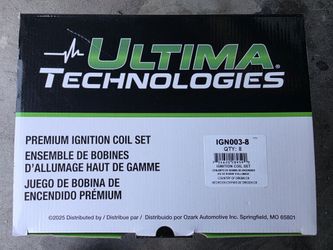 ULTIMA
TECHNOLOGIES
PREMIUM IGNITION COIL SET
ENSEMBLE DE BOBINES
D'ALLUMAGE HAUT DE GAMME
JUEGO DE BOBINA DE
ENCENDIDO PRÉMIUM
IGN003-8
QTY: 8
IGNITION COIL SET
©2025 Distributed by / Distribue par / Distribuido por Ozark Automotive Inc. Springfield, MO 65801